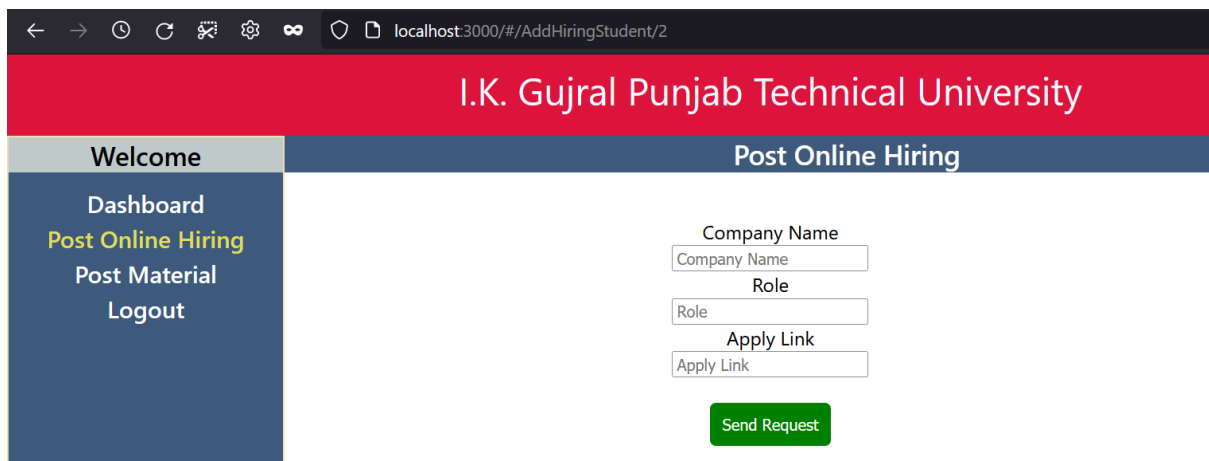 localhost:3000/#/AddHiringStudent/2
I.K. Gujral Punjab Technical University
Welcome
Dashboard
Post Online Hiring
Post Material
Logout
Post Online Hiring
Company Name
Company Name
Role
Role
Apply Link
Apply Link
Send Request